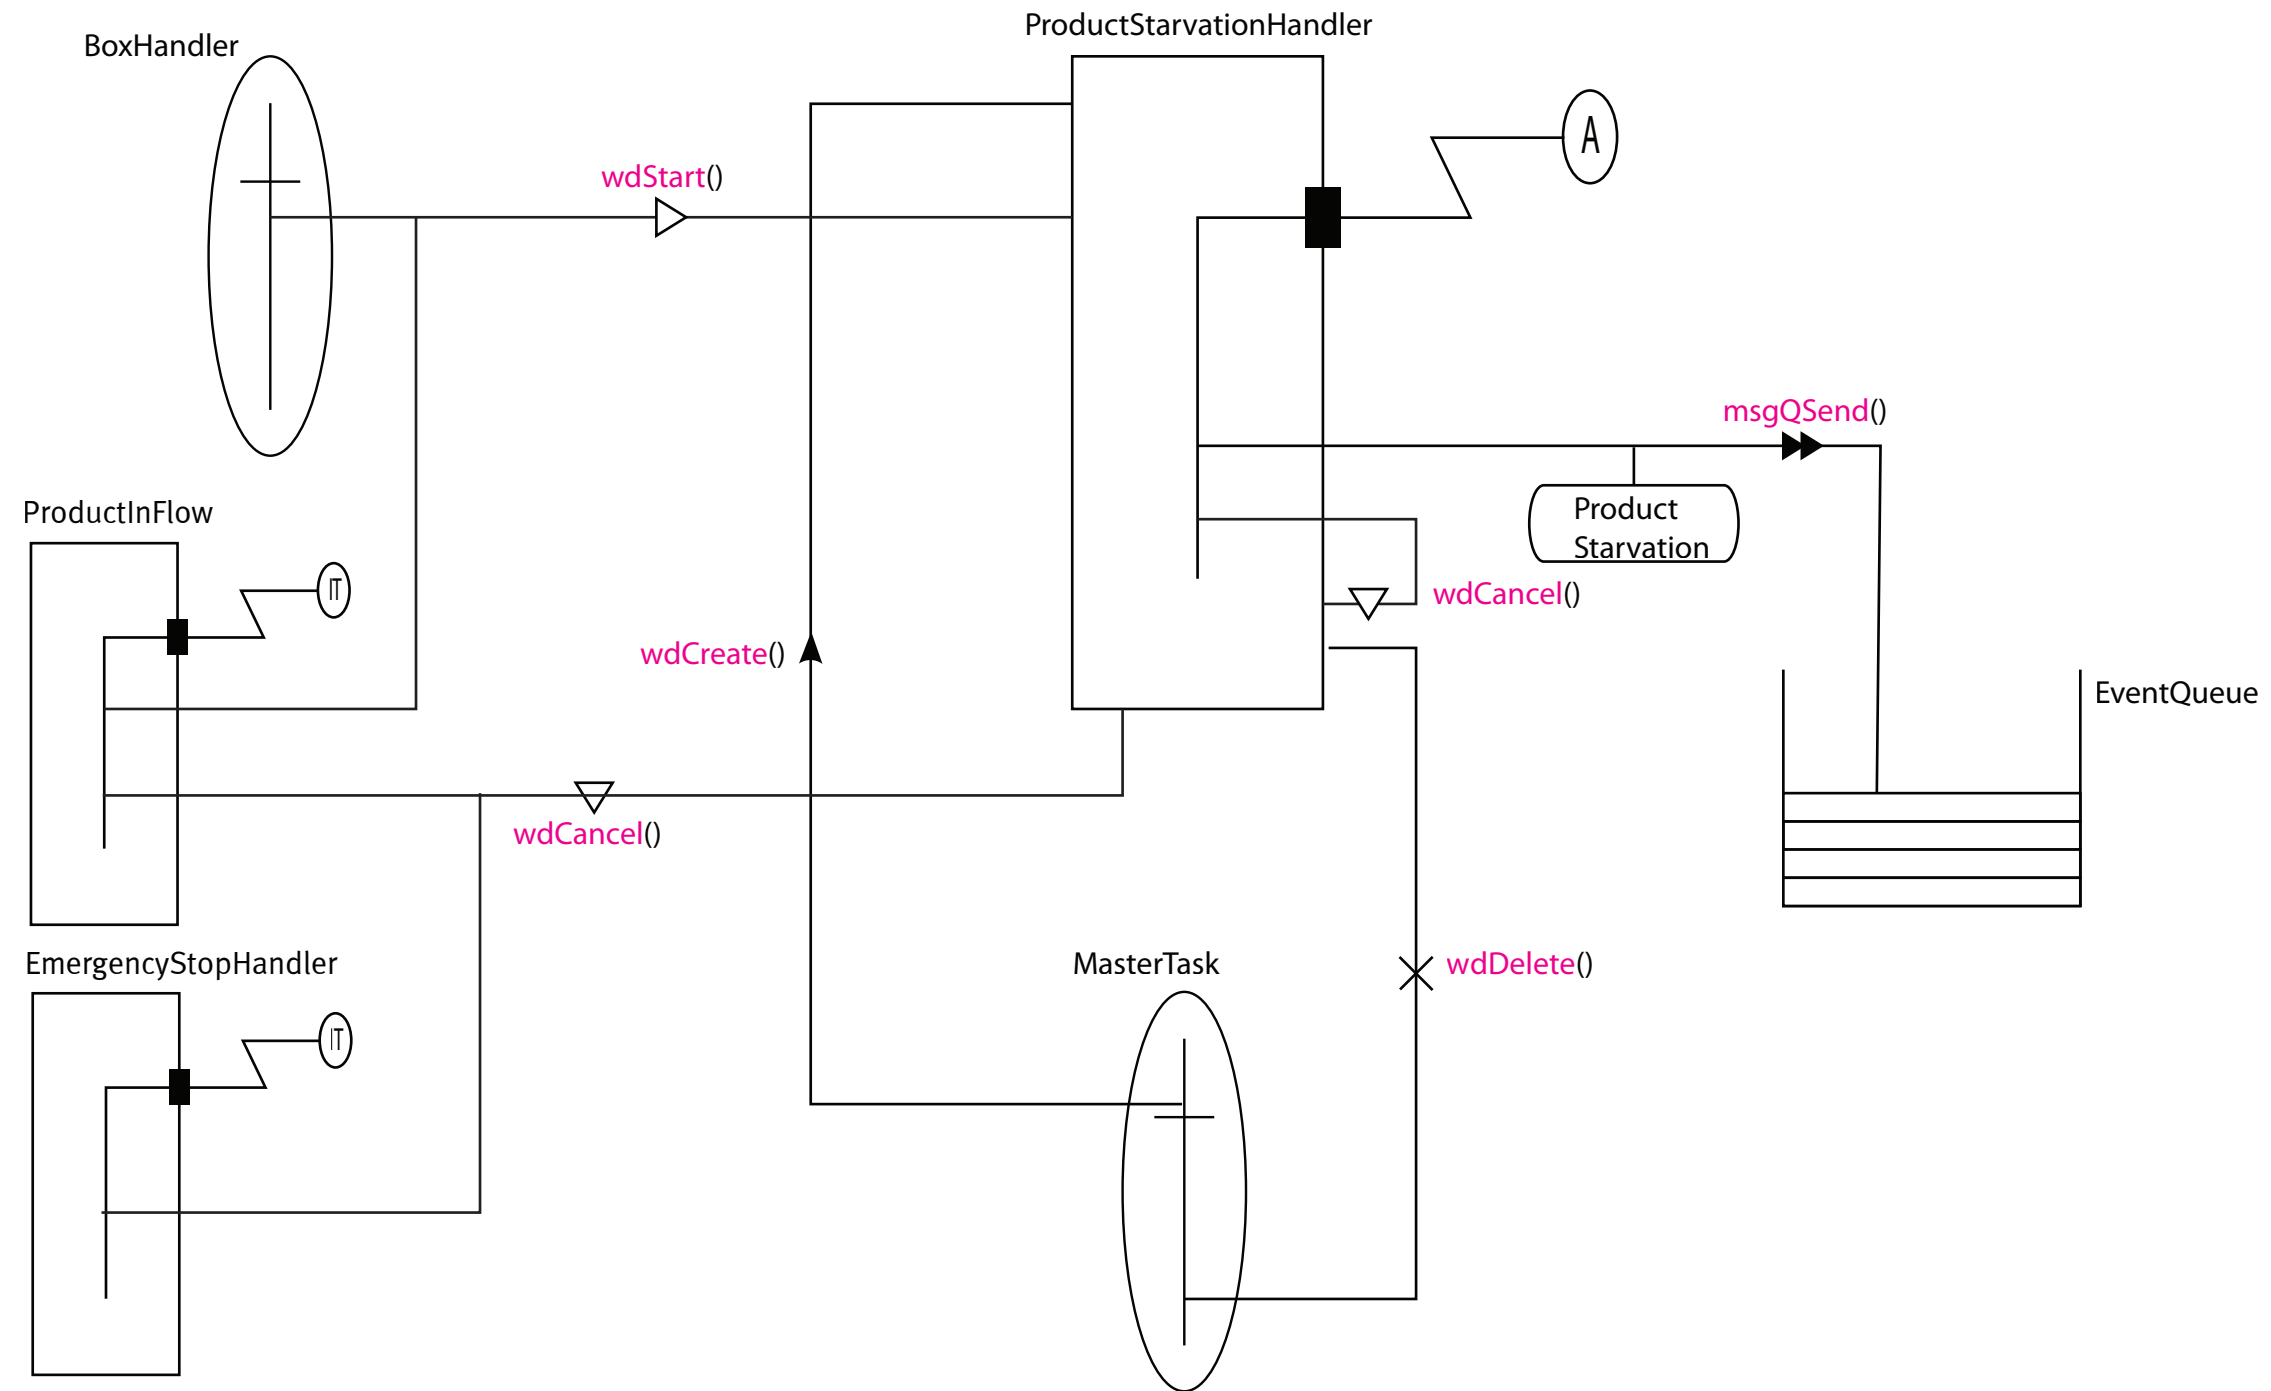 ProductStarvationHandler
BoxHandler
A
wdStart()
msgQSend()
Product
Starvation
ProductInFlow
IT
wdCancel()
wdCreate()
EventQueue
wdCancel()
EmergencyStopHandler
MasterTask
wdDelete()
IT